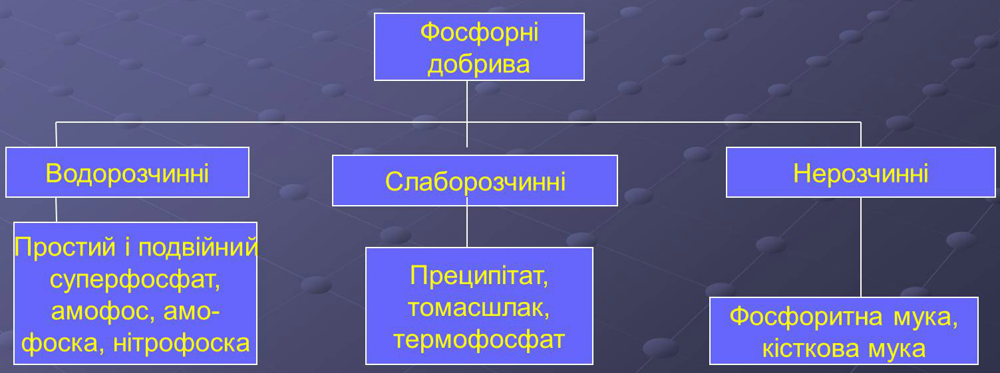 Фосфорні
добрива
Водорозчинні
Слаборозчинні
Нерозчинні
Простий і подвійний
суперфосфат,
амофос, амо-
фоска, нітрофоска
Преципітат,
томасшлак,
термофосфат
Фосфоритна мука,
кісткова мука